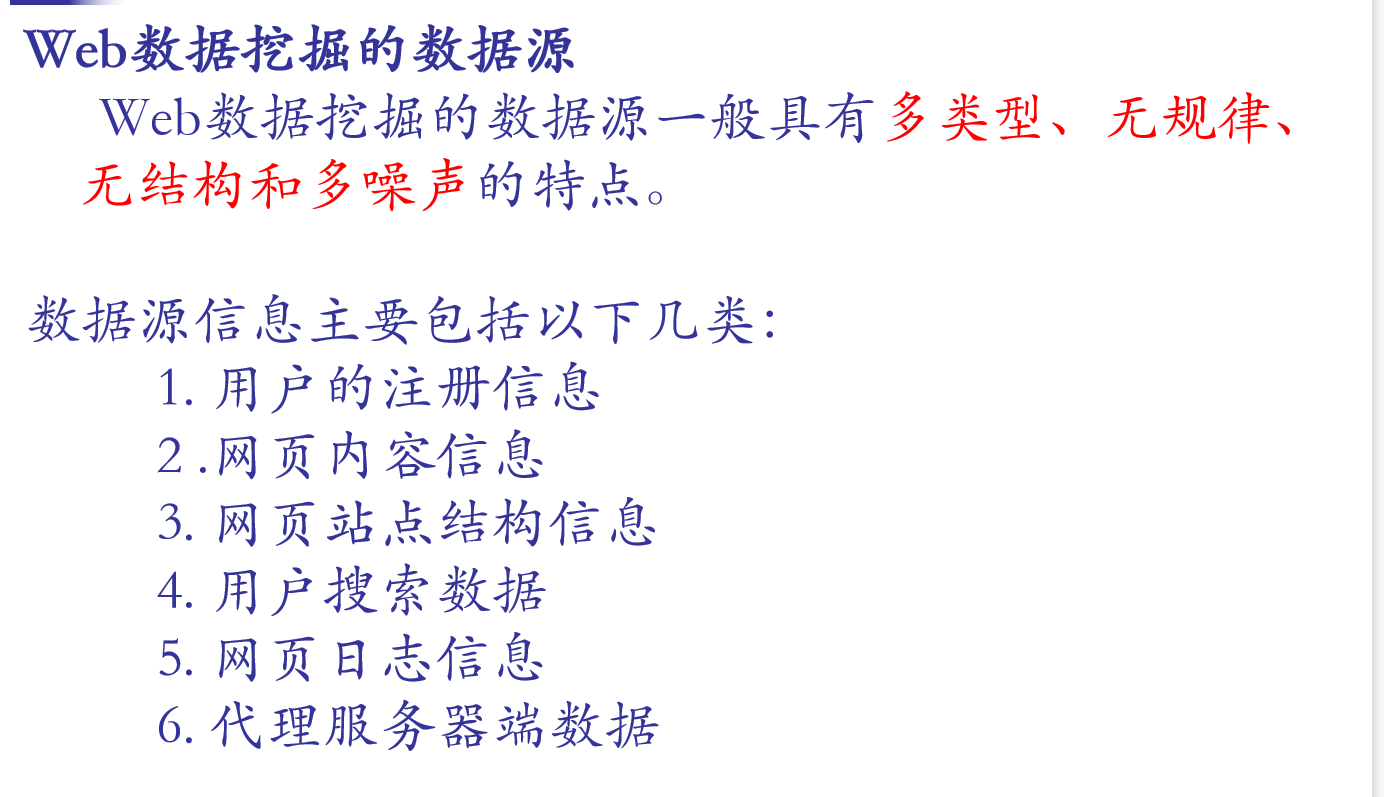 Web数据挖掘的数据源
Web数据挖掘的数据源一般具有多类型、无规律、
无结构和多噪声的特点。
数据源信息主要包括以下几类：
1. 用户的注册信息
2 .网页内容信息
3. 网页站点结构信息
4. 用户搜索数据
5. 网页日志信息
6. 代理服务器端数据